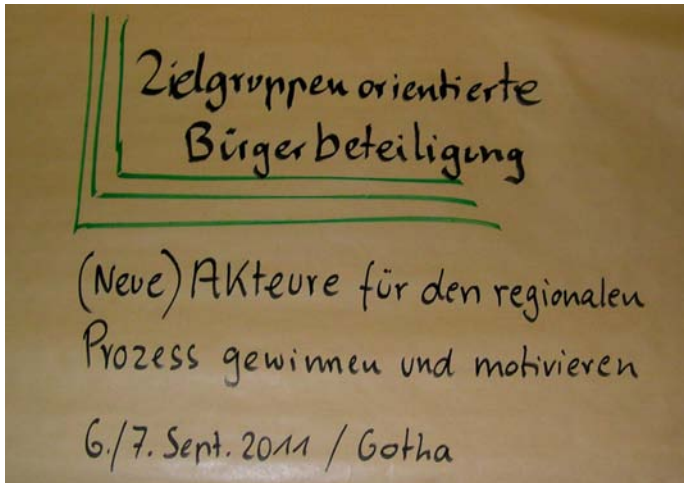 Zielgruppen orientierte
Bürgerbeteiligung
(Neue) Akteure für den regionalen
Prozess gewinnen und motivieren
6./7. Sept. 2011 / Gotha